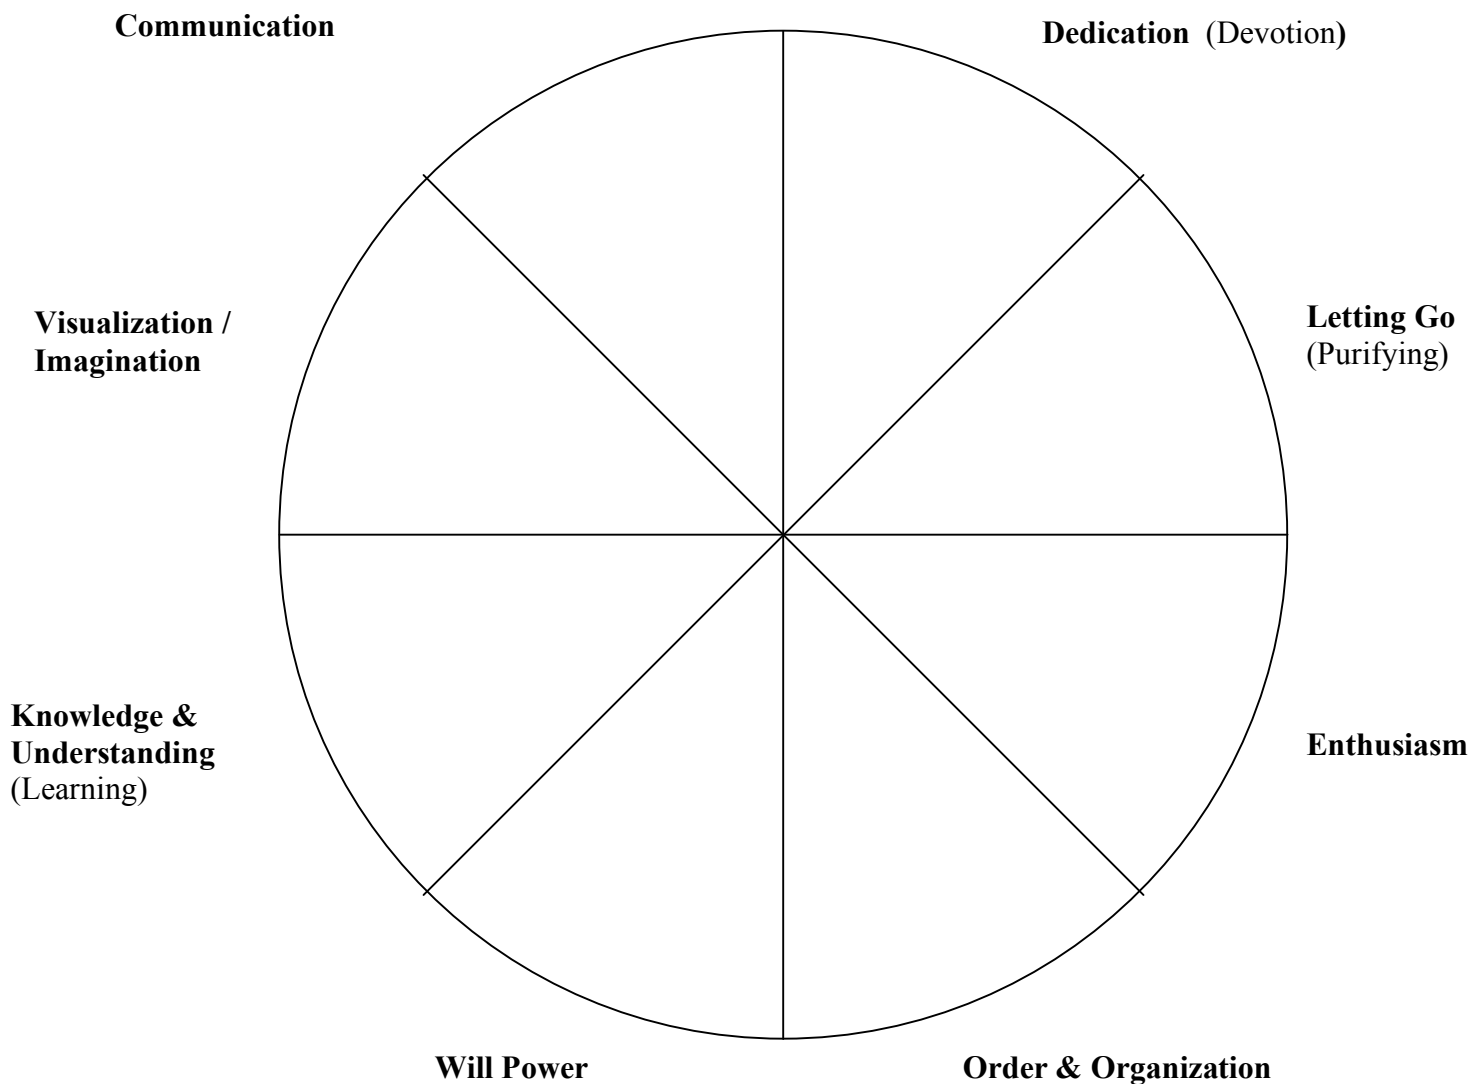 Communication
Dedication (Devotion)
Visualization /
Imagination
Letting Go
(Purifying)
Knowledge &
Understanding
(Learning)
Enthusiasm
Will Power
Order & Organization